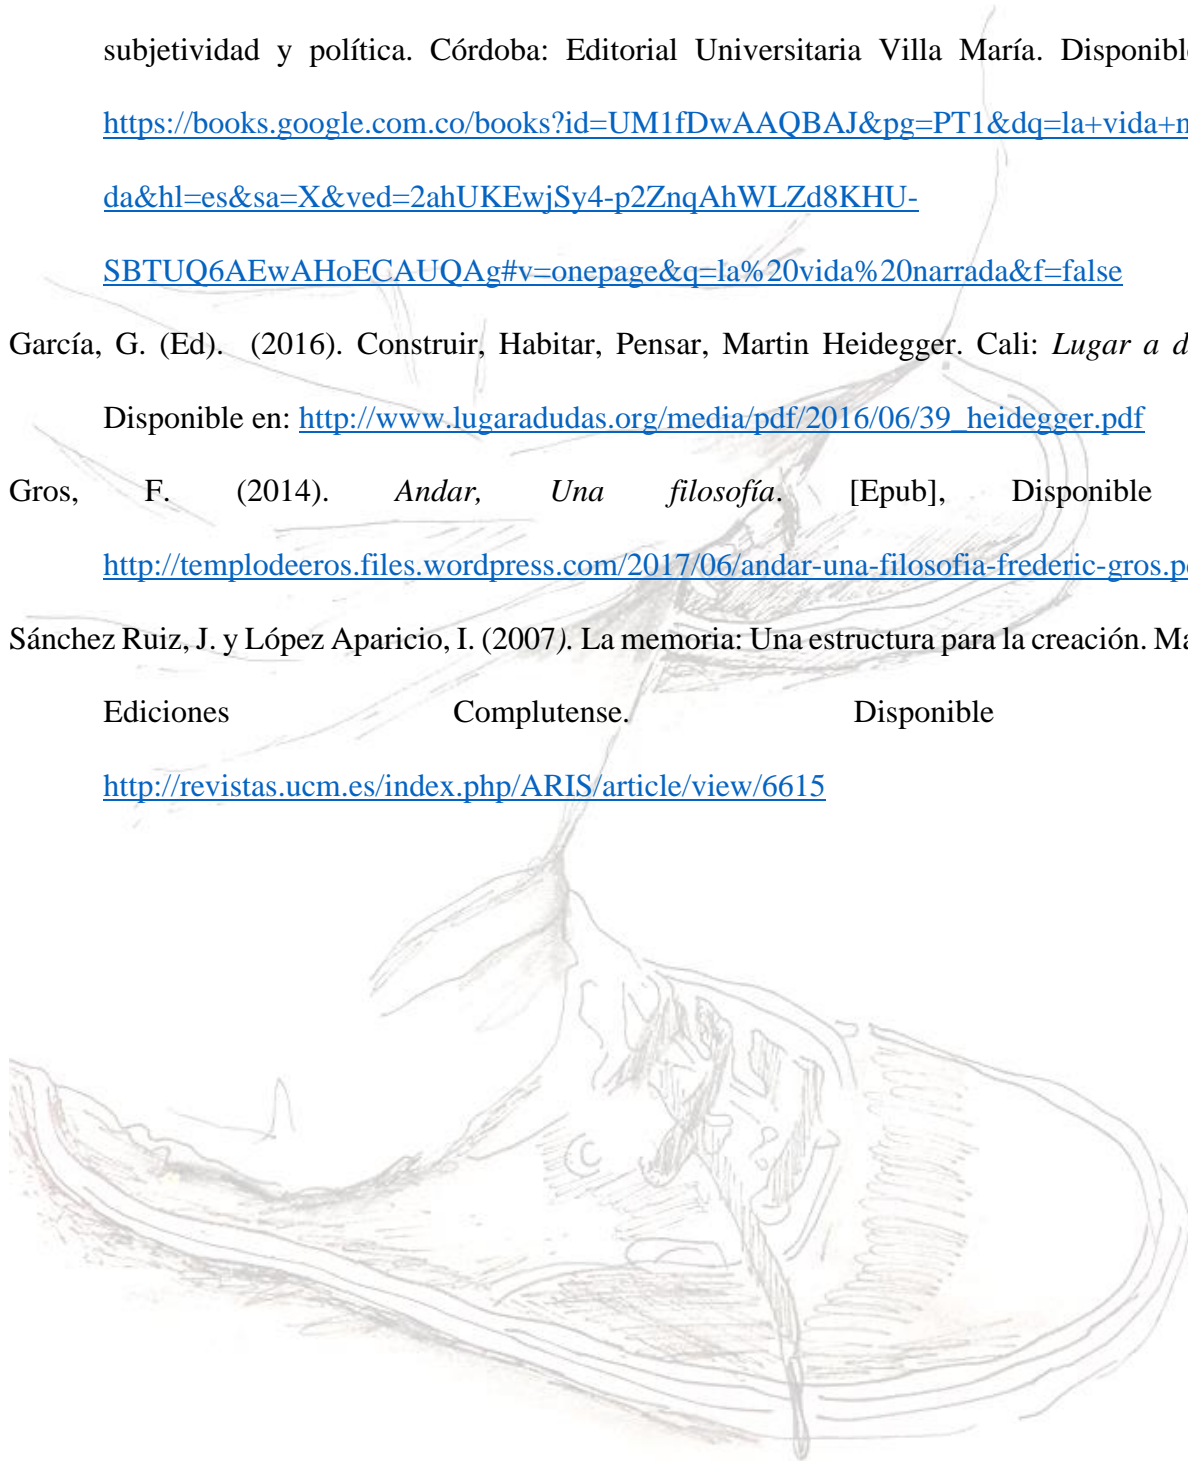 subjetividad y política. Córdoba: Editorial Universitaria Villa María.
https://books.google.com.co/books?id=UM1fDwAAQBAJ&pg=PT1&dq=la+vida+n
da&hl=es&sa=X&ved=2ahUKEwjSy4-p2ZnqAhWLZd8KHU-
SBTUQ6AEwAHoECAUQAg#v=onepage&q=la%20vida%20narrada&f=false
García, G. (Ed). (2016). Construir, Habitar, Pensar, Martin Heidegger. Cali: Lugar a d
Disponible en: http://www.lugaradudas.org/media/pdf/2016/06/39_heidegger.pdf
Gros, F. (2014). Andar, Una filosofía. [Epub], Disponible
http://templodeeros.files.wordpress.com/2017/06/andar-una-filosofia-frederic-gros.p
Sánchez Ruiz, J. y López Aparicio, I. (2007). La memoria: Una estructura para la creación. Ma
Ediciones Complutense. Disponible
http://revistas.ucm.es/index.php/ARIS/article/view/6615